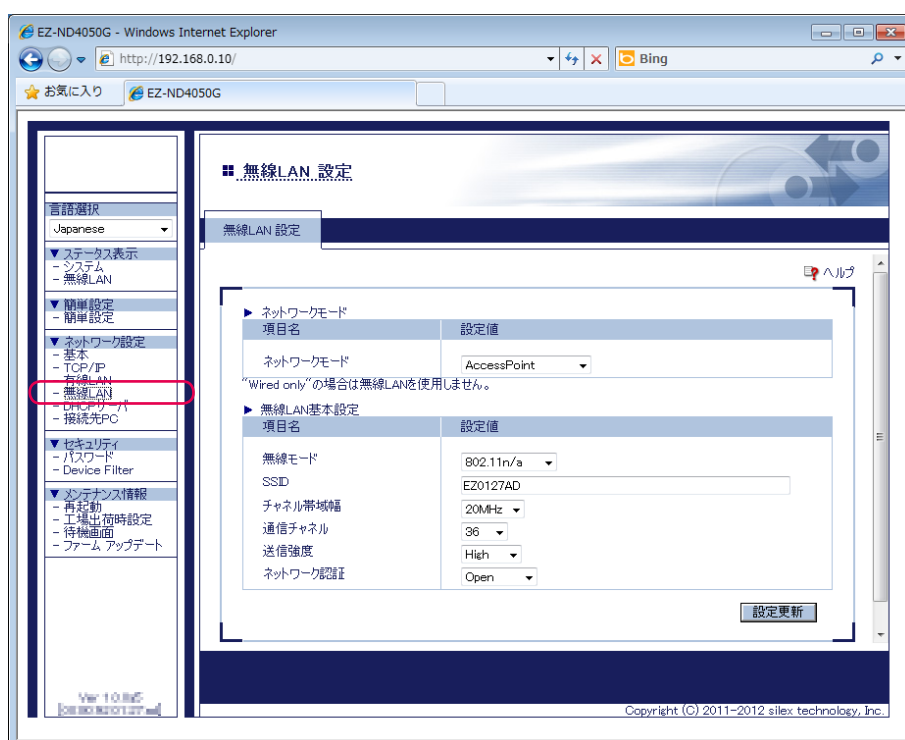 EZ-ND4050G - Windows Internet Explorer
http://192.168.0.10/
Bing
お気に入り
EZ-ND4050G
言語選択
Japanese
▼ ステータス表示
- システム
- 無線LAN
▼ 簡単設定
- 簡単設定
▼ ネットワーク設定
- 基本
- TCP/IP
- 有線LAN
- 無線LAN
- DHCPサーバ
- 接続先PC
▼ セキュリティ
- パスワード
- Device Filter
▼ メンテナンス情報
- 再起動
- 工場出荷時設定
- 待機画面
- ファーム アップデート
無線LAN 設定
無線LAN 設定
ヘルプ
▶ ネットワークモード
項目名 設定値
ネットワークモード AccessPoint
"Wired only"の場合は無線LANを使用しません。
▶ 無線LAN基本設定
項目名 設定値
無線モード 802.11n/a
SSID EZ0127AD
チャネル帯域幅 20MHz
通信チャネル 36
送信強度 High
ネットワーク認証 Open
設定更新
Copyright (C) 2011-2012 silex technology, Inc.